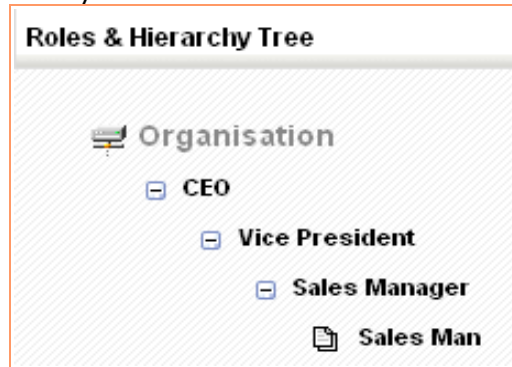 Roles & Hierarchy Tree
Organisation
CEO
Vice President
Sales Manager
Sales Man